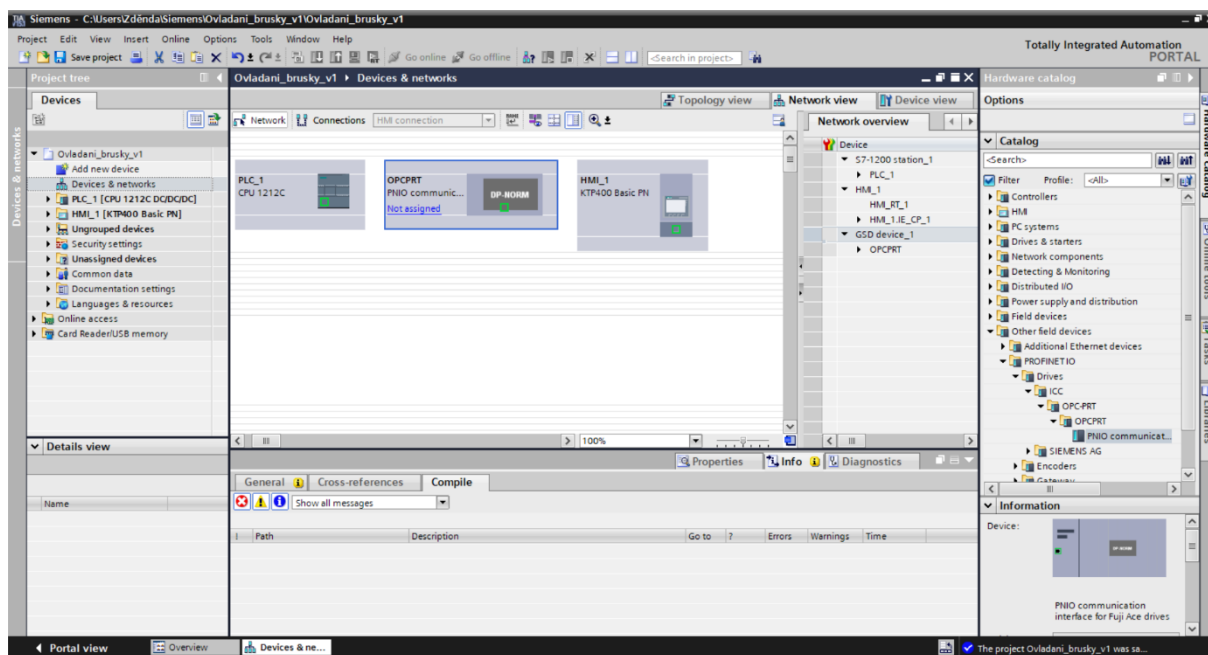 Siemens - C:\Users\Zděnda\Siemens\Ovladani_brusky_v1\Ovladani_brusky_v1
Project Edit View Insert Online Options Tools Window Help
Totally Integrated Automation
PORTAL
Save project
Go online
Go offline
<Search in project>
Project tree
Ovladani_brusky_v1 Devices & networks
Hardware catalog
Devices
Topology view
Network view
Device view
Options
Devices & networks
Network
Connections
HMI connection
Network overview
Catalog
<Search>
Filter Profile: <All>
Ovladani_brusky_v1
Add new device
Devices & networks
PLC_1 [CPU 1212C DC/DC/DC]
HMI_1 [KTP400 Basic PN]
Ungrouped devices
Security settings
Unassigned devices
Common data
Documentation settings
Languages & resources
Online access
Card Reader/USB memory
PLC_1
CPU 1212C
OPCPRT
PNIO communic...
Not assigned
DP-NORM
HMI_1
KTP400 Basic PN
Device
S7-1200 station_1
PLC_1
HMI_1
HMI_RT_1
HMI_1.IE_CP_1
GSD device_1
OPCPRT
Controllers
HMI
PC systems
Drives & starters
Network components
Detecting & Monitoring
Distributed I/O
Power supply and distribution
Field devices
Other field devices
Additional Ethernet devices
PROFINET IO
Drives
ICC
OPC-PRT
OPCPRT
PNIO communicat...
SIEMENS AG
Encoders
Gateway
Hardware catalog
Online tools
Tasks
Libraries
100%
Details view
Name
Properties
Info
Diagnostics
General
Cross-references
Compile
Show all messages
! Path Description Go to ? Errors Warnings Time
Information
Device:
DP-NORM
PNIO communication
interface for Fuji Ace drives
Portal view
Overview
Devices & ne...
The project Ovladani_brusky_v1 was sa...